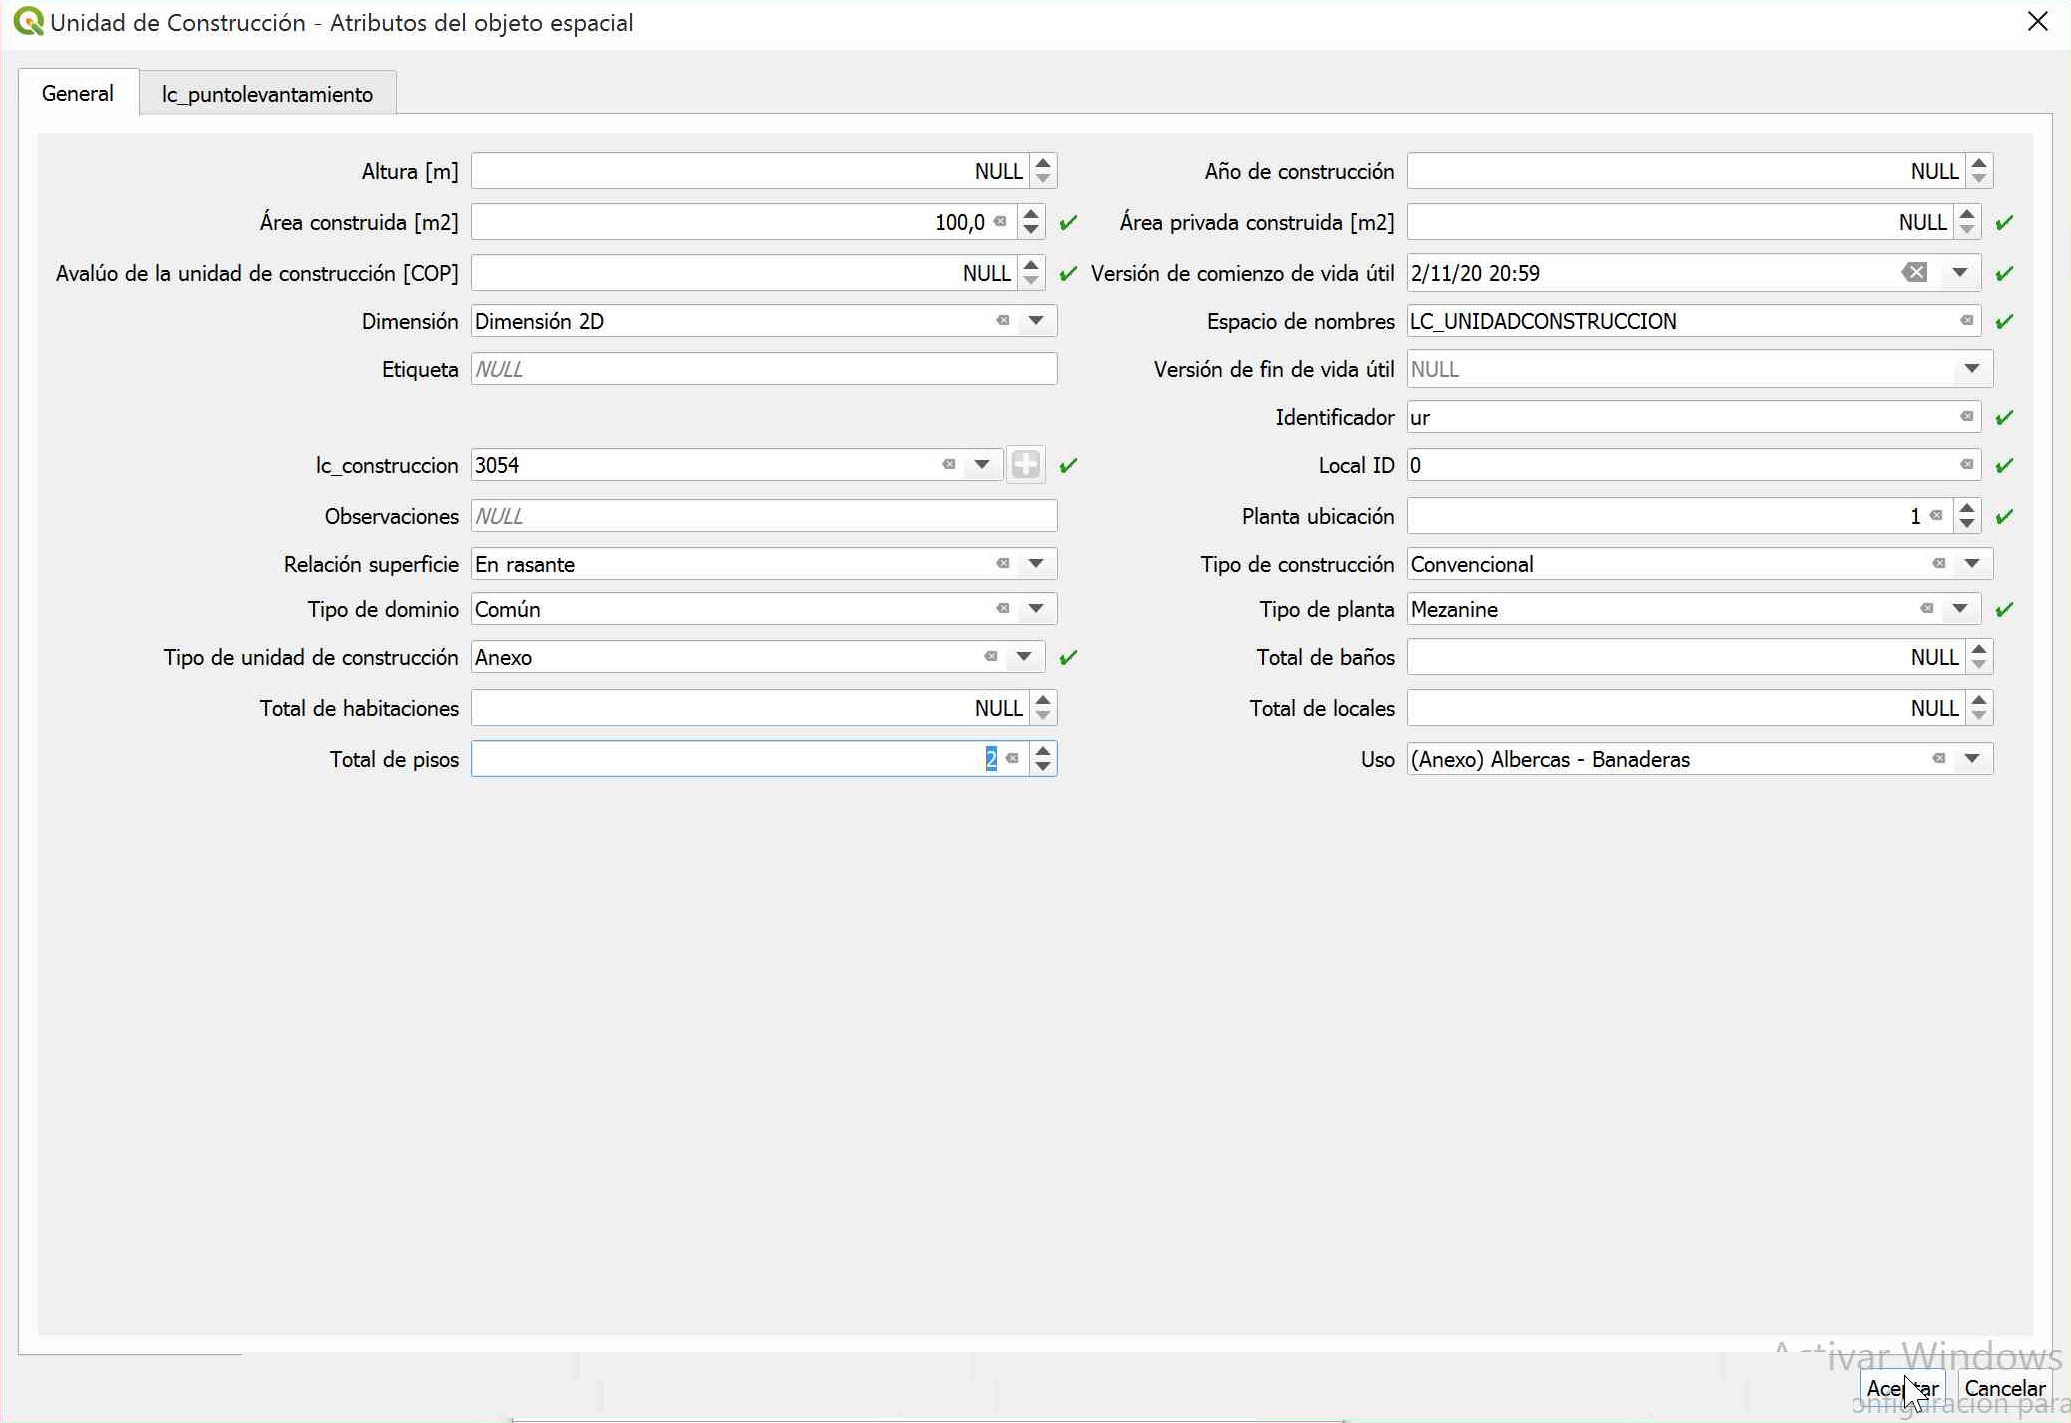 Unidad de Construcción - Atributos del objeto espacial
General
lc_puntolevantamiento
Altura [m] NULL
Año de construcción NULL
Área construida [m2] 100,0
Área privada construida [m2] NULL
Avalúo de la unidad de construcción [COP] NULL
Versión de comienzo de vida útil 2/11/20 20:59
Dimensión Dimensión 2D
Espacio de nombres LC_UNIDADCONSTRUCCION
Etiqueta NULL
Versión de fin de vida útil NULL
Identificador ur
lc_construccion 3054
Local ID 0
Observaciones NULL
Planta ubicación 1
Relación superficie En rasante
Tipo de construcción Convencional
Tipo de dominio Común
Tipo de planta Mezanine
Tipo de unidad de construcción Anexo
Total de baños NULL
Total de habitaciones NULL
Total de locales NULL
Total de pisos 2
Uso (Anexo) Albercas - Banaderas
Activar Windows
Aceptar
Cancelar
para